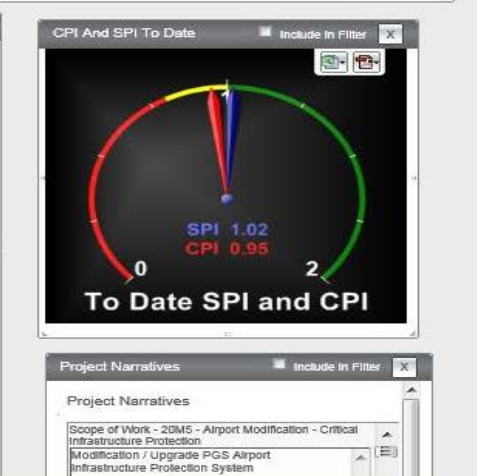 CPI And SPI To Date
Include In Filter
X
1
SPI 1.02
CPI 0.95
0
2
To Date SPI and CPI
Project Narratives
Include In Filter
X
Project Narratives
Scope of Work - 20M5 - Airport Modification - Critical
Infrastructure Protection
Modification / Upgrade PGS Airport
Infrastructure Protection System